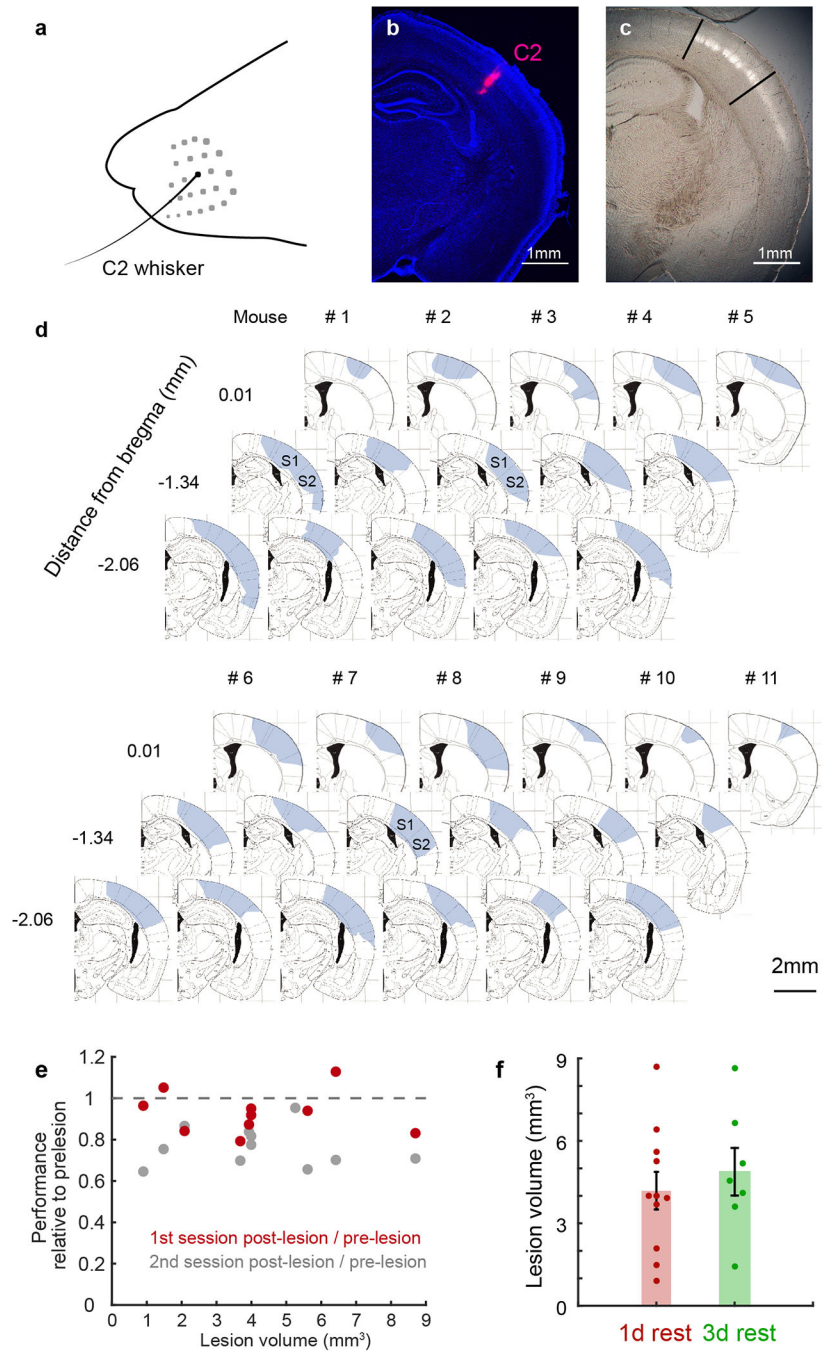 a
C2 whisker
b
C2
1mm
c
1mm
d
Mouse # 1 # 2 # 3 # 4 # 5
Distance from bregma (mm)
0.01
-1.34
S1
S2
S1
S2
-2.06
# 6 # 7 # 8 # 9 # 10 # 11
0.01
-1.34
S1
S2
-2.06
2mm
e
Performance
relative to prelesion
1.2
1
0.8
0.6
0.4
0.2
0
1st session post-lesion / pre-lesion
2nd session post-lesion / pre-lesion
0 1 2 3 4 5 6 7 8 9
Lesion volume (mm³)
f
Lesion volume (mm³)
9
6
3
0
1d rest 3d rest